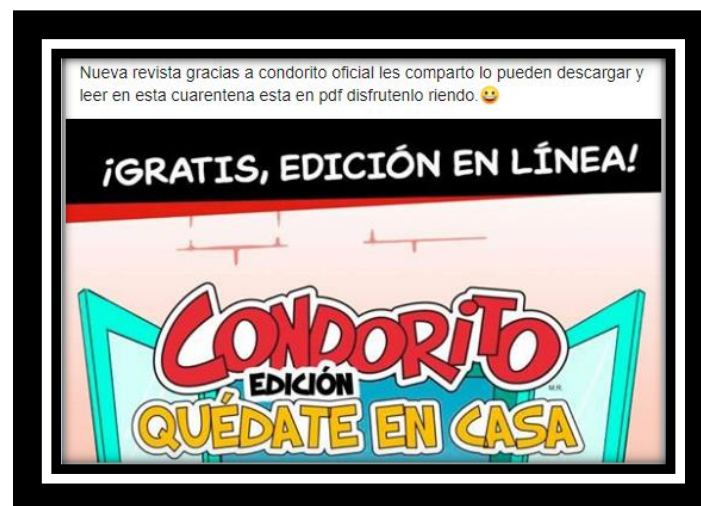 Nueva revista gracias a condorito oficial les comparto lo pueden descargar y
leer en esta cuarentena esta en pdf disfrutenlo riendo.😀
¡GRATIS, EDICIÓN EN LÍNEA!
CONDORITO
M.R.
EDICIÓN
QUÉDATE EN CASA